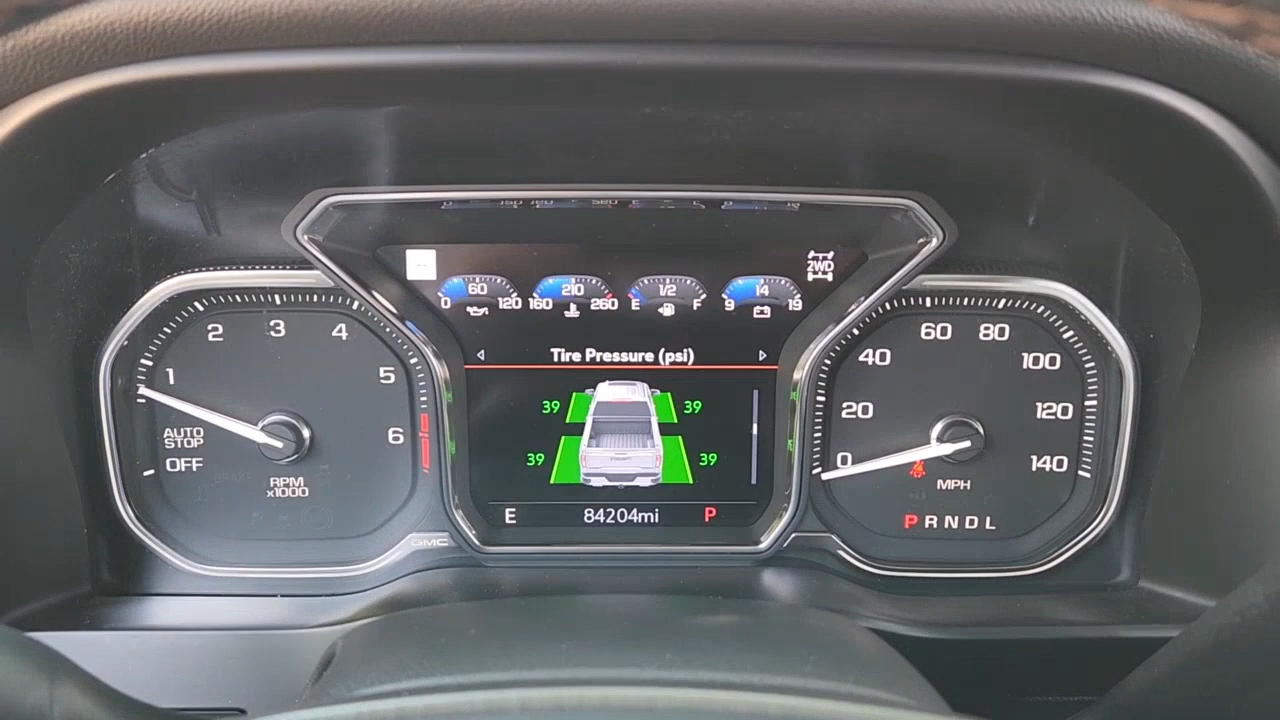 2WD
60
0 120
210
160 260
1/2
E F
14
9 19
Tire Pressure (psi)
39 39
39 39
E 84204mi P
1 2 3 4 5 6
AUTO
STOP
OFF
RPM
x1000
GMC
0 20 40 60 80 100 120 140
MPH
P R N D L